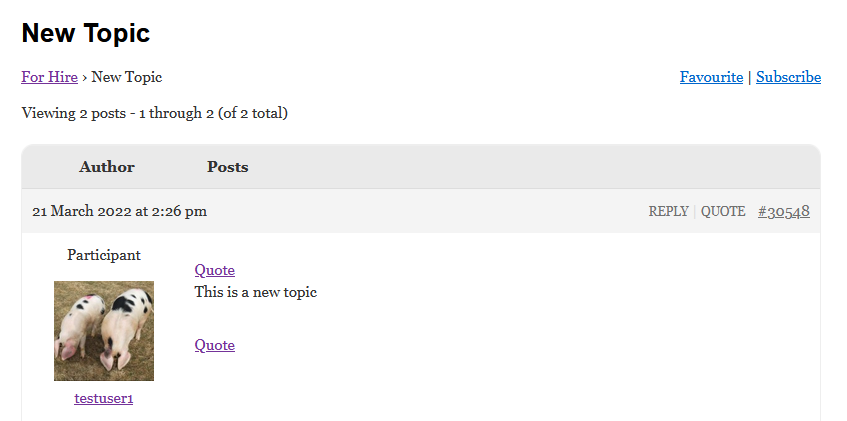 New Topic
For Hire › New Topic Favourite | Subscribe
Viewing 2 posts - 1 through 2 (of 2 total)
Author Posts
21 March 2022 at 2:26 pm REPLY | QUOTE #30548
Participant
Quote
This is a new topic
Quote
testuser1